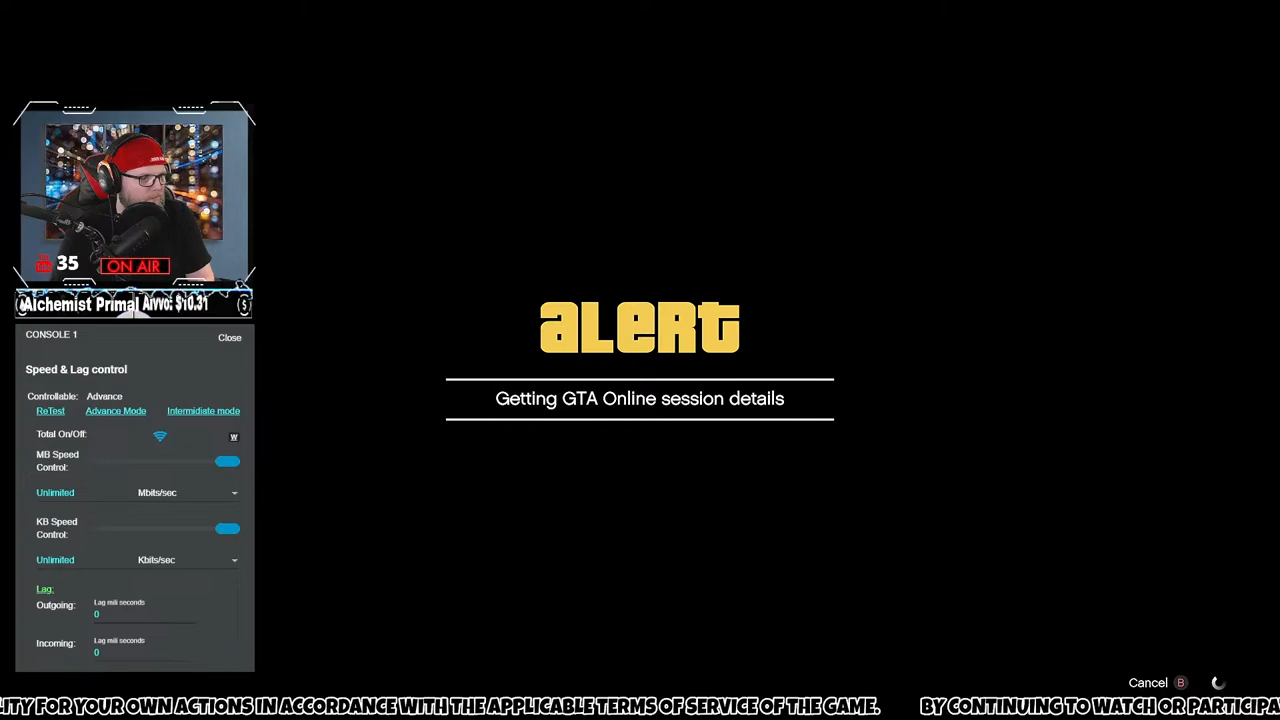 35
ON AIR
Alchemist Primal Aivvo: $10.31
CONSOLE 1
Close
Speed & Lag control
Controllable: Advance
ReTest Advance Mode Intermidiate mode
Total On/Off: W
MB Speed
Control:
Unlimited Mbits/sec
KB Speed
Control:
Unlimited Kbits/sec
Lag:
Outgoing: Lag mili seconds
0
Incoming: Lag mili seconds
0
alert
Getting GTA Online session details
Cancel B
LITY FOR YOUR OWN ACTIONS IN ACCORDANCE WITH THE APPLICABLE TERMS OF SERVICE OF THE GAME. BY CONTINUING TO WATCH OR PARTICIPA